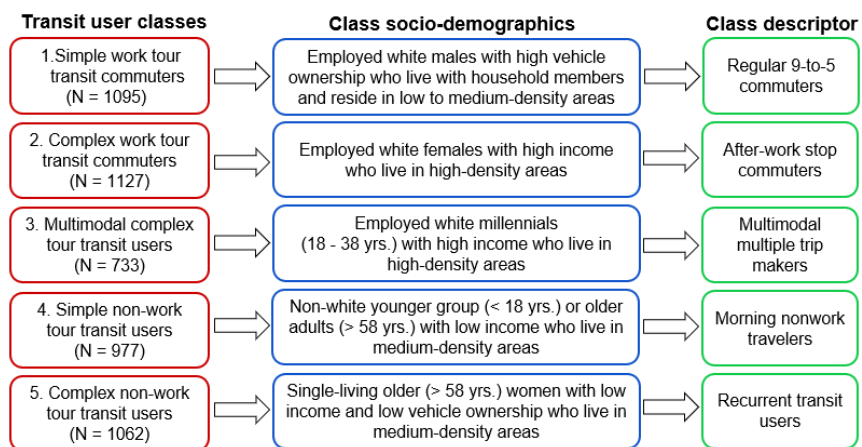 Transit user classes
Class socio-demographics
Class descriptor
1.Simple work tour
transit commuters
(N = 1095)
Employed white males with high vehicle
ownership who live with household members
and reside in low to medium-density areas
Regular 9-to-5
commuters
2. Complex work tour
transit commuters
(N = 1127)
Employed white females with high income
who live in high-density areas
After-work stop
commuters
3. Multimodal complex
tour transit users
(N = 733)
Employed white millennials
(18 - 38 yrs.) with high income who live in
high-density areas
Multimodal
multiple trip
makers
4. Simple non-work
tour transit users
(N = 977)
Non-white younger group (< 18 yrs.) or older
adults (> 58 yrs.) with low income who live in
medium-density areas
Morning nonwork
travelers
5. Complex non-work
tour transit users
(N = 1062)
Single-living older (> 58 yrs.) women with low
income and low vehicle ownership who live in
medium-density areas
Recurrent transit
users